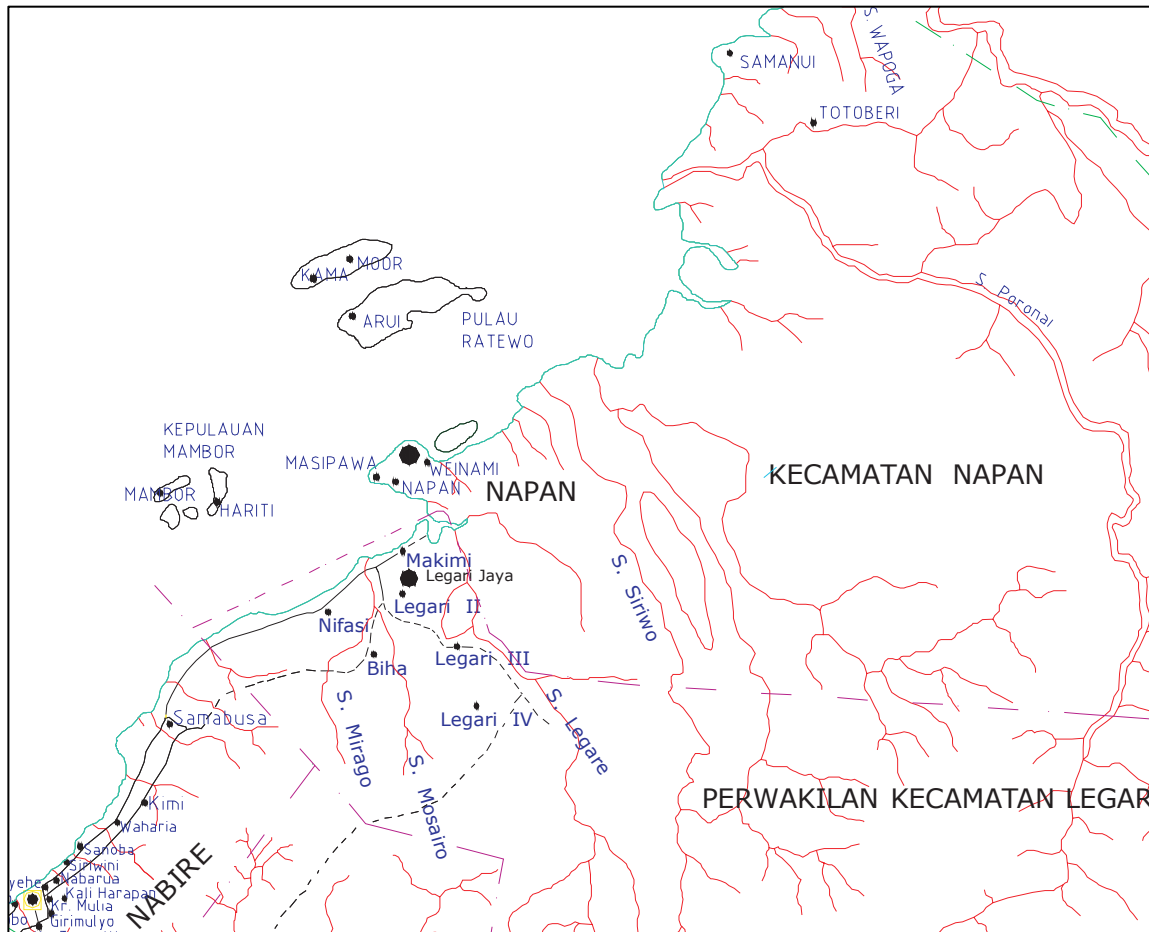 S. WAPOGA
SAMANUI
TOTOBERI
MOOR
KAMA
S. Poronai
ARUI
PULAU
RATEWO
KEPULAUAN
MAMBOR
MASIPAWA
WEINAMI
NAPAN
NAPAN
KECAMATAN NAPAN
MAMBOR
HARITI
Makimi
Legari Jaya
Legari II
S. Siriwo
Nifasi
Biha
Legari III
S. Legare
Legari IV
Samabusa
S. Mirago
S. Mosairo
PERWAKILAN KECAMATAN LEGAR
Kimi
Waharia
Sanoba
Siriwini
Nabarua
yehe
Kali Harapan
Kr. Mulia
bo
Girimulyo
NABIRE